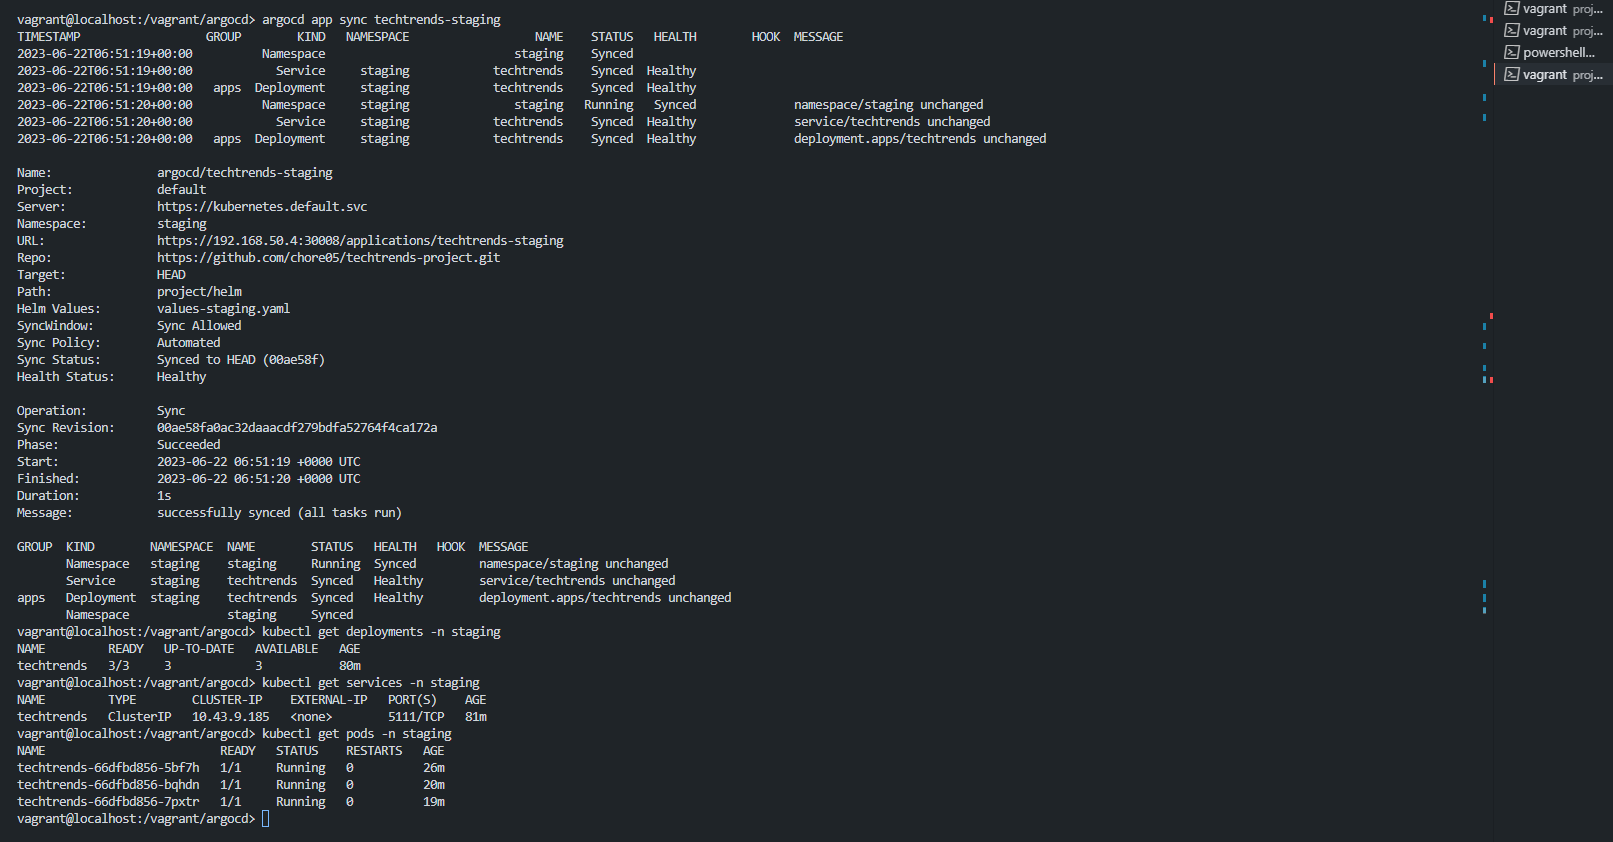 vagrant@localhost:/vagrant/argocd> argocd app sync techtrends-staging
TIMESTAMP GROUP KIND NAMESPACE NAME STATUS HEALTH HOOK MESSAGE
2023-06-22T06:51:19+00:00 Namespace staging Synced
2023-06-22T06:51:19+00:00 Service staging techtrends Synced Healthy
2023-06-22T06:51:19+00:00 apps Deployment staging techtrends Synced Healthy
2023-06-22T06:51:20+00:00 Namespace staging staging Running Synced namespace/staging unchanged
2023-06-22T06:51:20+00:00 Service staging techtrends Synced Healthy service/techtrends unchanged
2023-06-22T06:51:20+00:00 apps Deployment staging techtrends Synced Healthy deployment.apps/techtrends unchanged
Name: argocd/techtrends-staging
Project: default
Server: https://kubernetes.default.svc
Namespace: staging
URL: https://192.168.50.4:30008/applications/techtrends-staging
Repo: https://github.com/chore05/techtrends-project.git
Target: HEAD
Path: project/helm
Helm Values: values-staging.yaml
SyncWindow: Sync Allowed
Sync Policy: Automated
Sync Status: Synced to HEAD (00ae58f)
Health Status: Healthy
Operation: Sync
Sync Revision: 00ae58fa0ac32daaacdf279bdfa52764f4ca172a
Phase: Succeeded
Start: 2023-06-22 06:51:19 +0000 UTC
Finished: 2023-06-22 06:51:20 +0000 UTC
Duration: 1s
Message: successfully synced (all tasks run)
GROUP KIND NAMESPACE NAME STATUS HEALTH HOOK MESSAGE
Namespace staging staging Running Synced namespace/staging unchanged
Service staging techtrends Synced Healthy service/techtrends unchanged
apps Deployment staging techtrends Synced Healthy deployment.apps/techtrends unchanged
Namespace staging Synced
vagrant@localhost:/vagrant/argocd> kubectl get deployments -n staging
NAME READY UP-TO-DATE AVAILABLE AGE
techtrends 3/3 3 3 80m
vagrant@localhost:/vagrant/argocd> kubectl get services -n staging
NAME TYPE CLUSTER-IP EXTERNAL-IP PORT(S) AGE
techtrends ClusterIP 10.43.9.185 <none> 5111/TCP 81m
vagrant@localhost:/vagrant/argocd> kubectl get pods -n staging
NAME READY STATUS RESTARTS AGE
techtrends-66dfbd856-5bf7h 1/1 Running 0 26m
techtrends-66dfbd856-bqhdn 1/1 Running 0 20m
techtrends-66dfbd856-7pxtr 1/1 Running 0 19m
vagrant@localhost:/vagrant/argocd>
vagrant proj...
vagrant proj...
powershell...
vagrant proj...